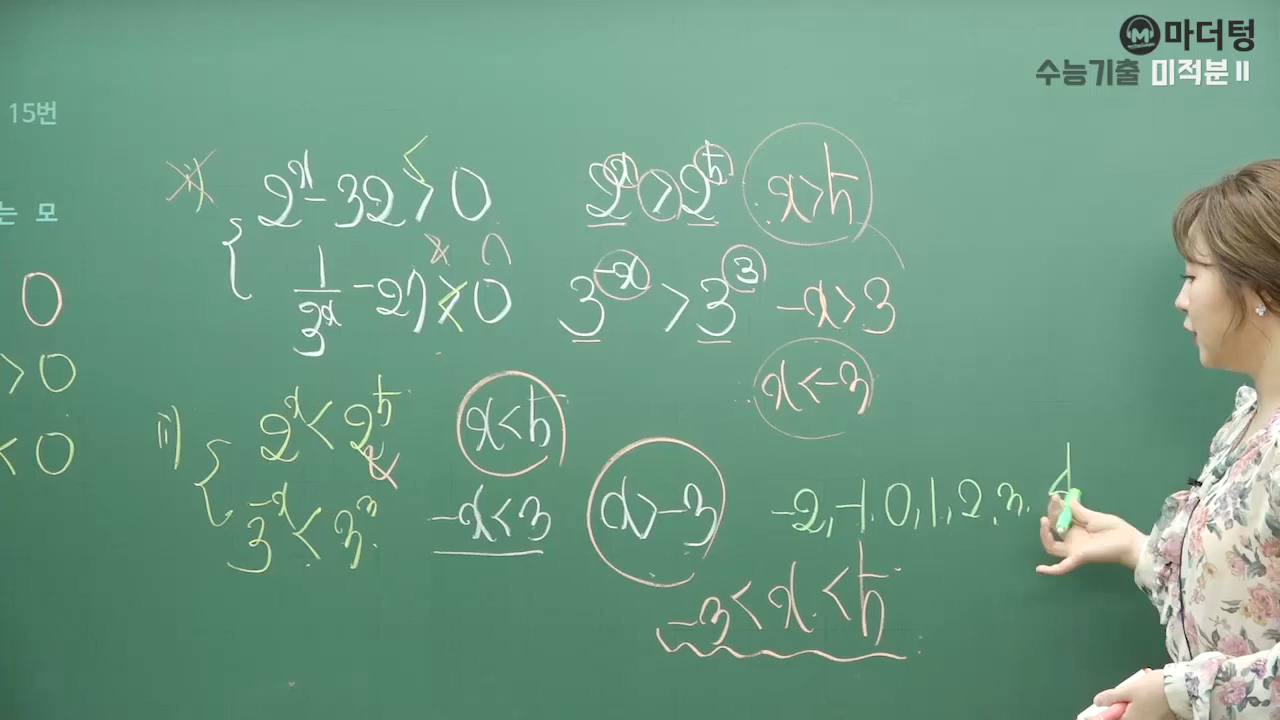 마더텅
수능기출 미적분 II
15번
는 모
0
>0
<0
i) 2^x - 32 > 0 2^x > 2^5 x > 5
1/3^x - 27 > 0 3^-x > 3^3 -x > 3
x < -3
ii) 2^x < 2^5 x < 5
3^-x < 3^3 -x < 3 x > -3 -2, -1, 0, 1, 2, 3, 4
-3 < x < 5